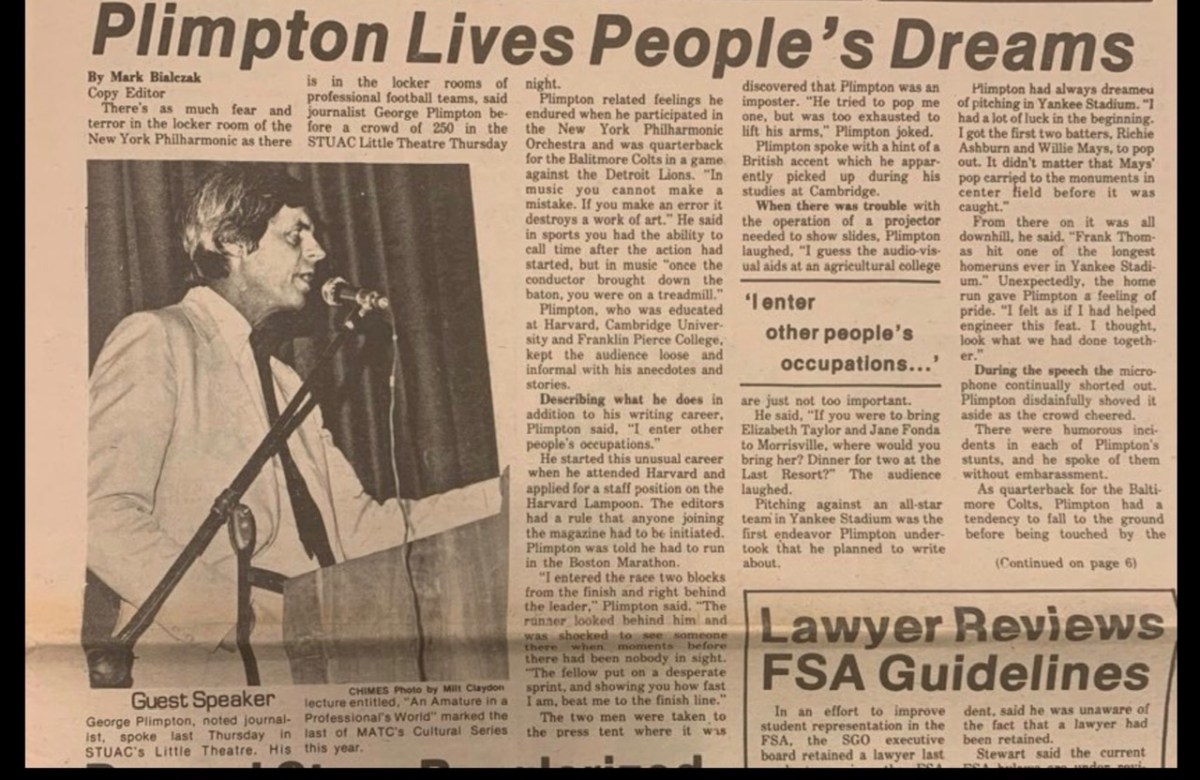 Plimpton Lives People's Dreams
By Mark Bialczak
Copy Editor
There's as much fear and
terror in the locker room of the
New York Philharmonic as there
is in the locker rooms of
professional football teams, said
journalist George Plimpton be-
fore a crowd of 250 in the
STUAC Little Theatre Thursday
night.
Plimpton related feelings he
endured when he participated in
the New York Philharmonic
Orchestra and was quarterback
for the Balitmore Colts in a game
against the Detroit Lions. "In
music you cannot make a
mistake. If you make an error it
destroys a work of art." He said
in sports you had the ability to
call time after the action had
started, but in music "once the
conductor brought down the
baton, you were on a treadmill."
Plimpton, who was educated
at Harvard, Cambridge Univer-
sity and Franklin Pierce College,
kept the audience loose and
informal with his anecdotes and
stories.
Describing what he does in
addition to his writing career,
Plimpton said, "I enter other
people's occupations."
He started this unusual career
when he attended Harvard and
applied for a staff position on the
Harvard Lampoon. The editors
had a rule that anyone joining
the magazine had to be initiated.
Plimpton was told he had to run
in the Boston Marathon.
"I entered the race two blocks
from the finish and right behind
the leader," Plimpton said. "The
runner looked behind him and
was shocked to see someone
there when moments before
there had been nobody in sight.
"The fellow put on a desperate
sprint, and showing you how fast
I am, beat me to the finish line."
The two men were taken to
the press tent where it was
discovered that Plimpton was an
imposter. "He tried to pop me
one, but was too exhausted to
lift his arms," Plimpton joked.
Plimpton spoke with a hint of a
British accent which he appar-
ently picked up during his
studies at Cambridge.
When there was trouble with
the operation of a projector
needed to show slides, Plimpton
laughed, "I guess the audio-vis-
ual aids at an agricultural college
'I enter
other people's
occupations...'
are just not too important.
He said, "If you were to bring
Elizabeth Taylor and Jane Fonda
to Morrisville, where would you
bring her? Dinner for two at the
Last Resort?" The audience
laughed.
Pitching against an all-star
team in Yankee Stadium was the
first endeavor Plimpton under-
took that he planned to write
about.
Plimpton had always dreamed
of pitching in Yankee Stadium. "I
had a lot of luck in the beginning.
I got the first two batters, Richie
Ashburn and Willie Mays, to pop
out. It didn't matter that Mays'
pop carried to the monuments in
center field before it was
caught."
From there on it was all
downhill, he said. "Frank Thom-
as hit one of the longest
homeruns ever in Yankee Stadi-
um." Unexpectedly, the home
run gave Plimpton a feeling of
pride. "I felt as if I had helped
engineer this feat. I thought,
look what we had done togeth-
er."
During the speech the micro-
phone continually shorted out.
Plimpton disdainfully shoved it
aside as the crowd cheered.
There were humorous inci-
dents in each of Plimpton's
stunts, and he spoke of them
without embarassment.
As quarterback for the Balti-
more Colts, Plimpton had a
tendency to fall to the ground
before being touched by the
(Continued on page 6)
CHIMES Photo by Milt Claydon
Guest Speaker
George Plimpton, noted journal-
ist, spoke last Thursday in
STUAC's Little Theatre. His
lecture entitled, "An Amature in a
Professional's World" marked the
last of MATC's Cultural Series
this year.
Lawyer Reviews
FSA Guidelines
In an effort to improve
student representation in the
FSA, the SGO executive
board retained a lawyer last
dent, said he was unaware of
the fact that a lawyer had
been retained.
Stewart said the current